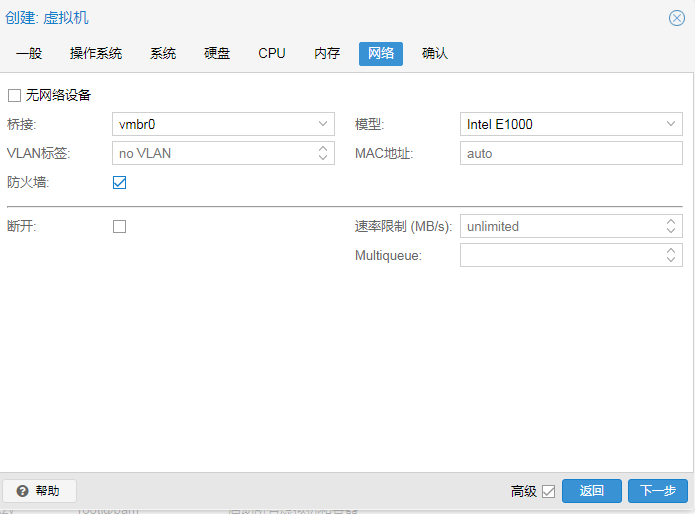 创建: 虚拟机
一般 操作系统 系统 硬盘 CPU 内存 网络 确认
无网络设备
桥接: vmbr0 模型: Intel E1000
VLAN标签: no VLAN MAC地址: auto
防火墙:
断开: 速率限制 (MB/s): unlimited
Multiqueue:
帮助 高级 返回 下一步